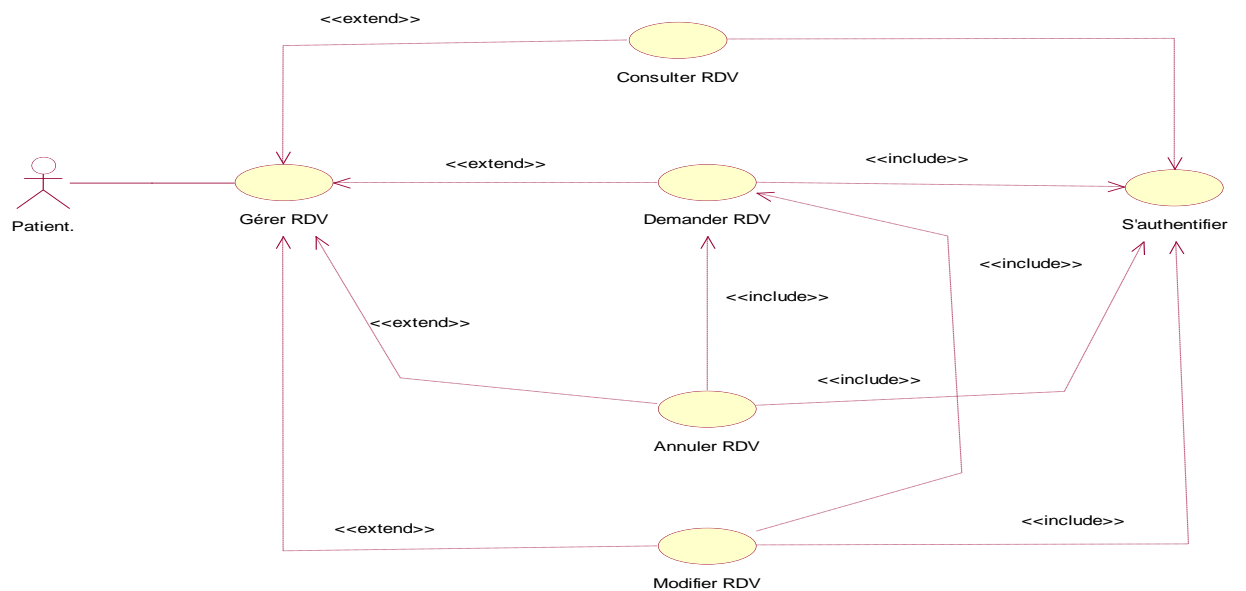 <<extend>>
Consulter RDV
<<extend>>
<<include>>
Patient.
Gérer RDV
Demander RDV
S'authentifier
<<include>>
<<include>>
<<extend>>
<<include>>
Annuler RDV
<<extend>>
<<include>>
Modifier RDV